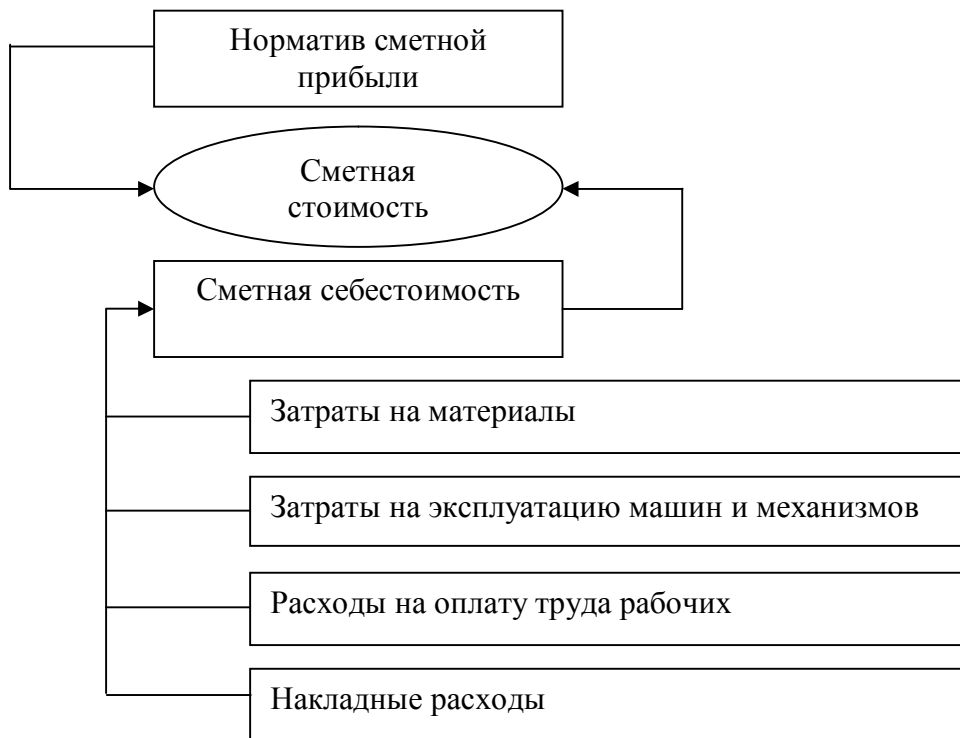 Норматив сметной
прибыли
Сметная
стоимость
Сметная себестоимость
Затраты на материалы
Затраты на эксплуатацию машин и механизмов
Расходы на оплату труда рабочих
Накладные расходы